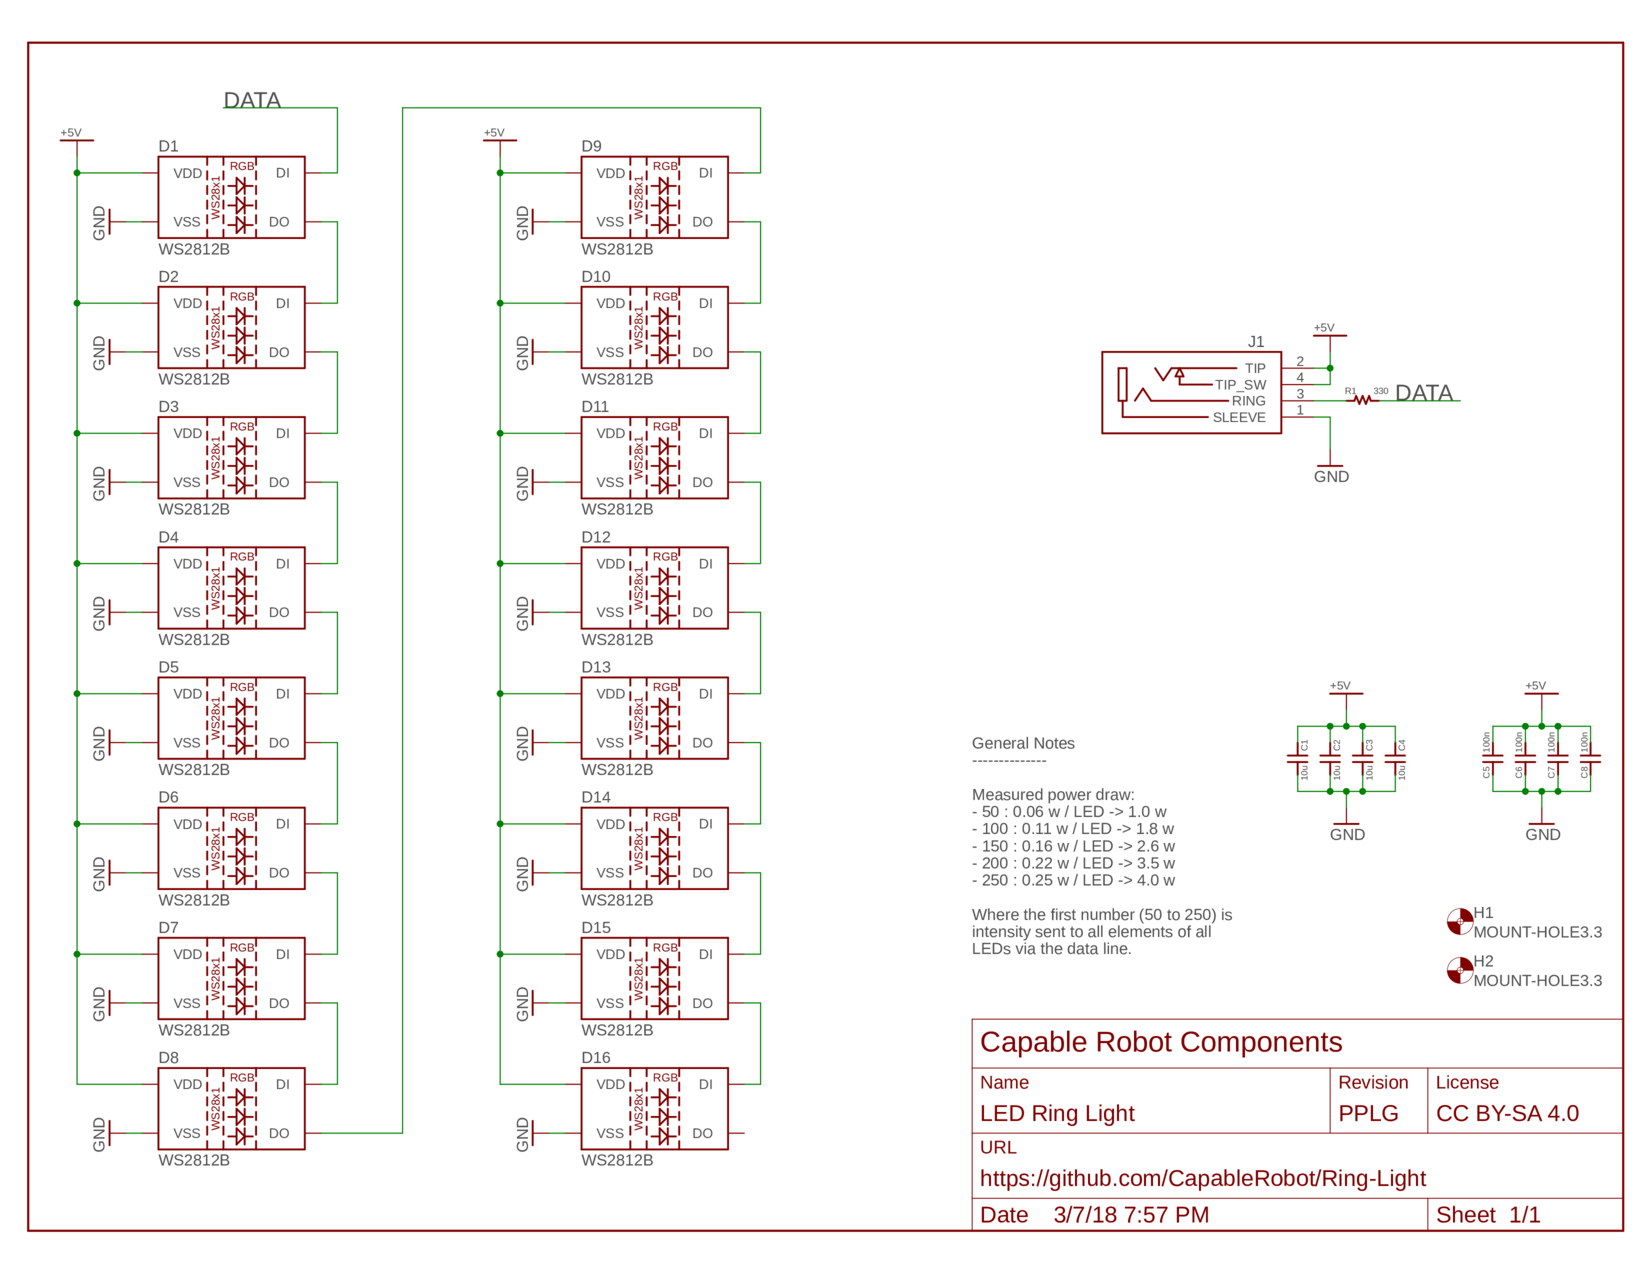 DATA
+5V
D1
VDD
WS28x1
RGB
DI
GND
VSS
DO
WS2812B
D2
VDD
WS28x1
RGB
DI
GND
VSS
DO
WS2812B
D3
VDD
WS28x1
RGB
DI
GND
VSS
DO
WS2812B
D4
VDD
WS28x1
RGB
DI
GND
VSS
DO
WS2812B
D5
VDD
WS28x1
RGB
DI
GND
VSS
DO
WS2812B
D6
VDD
WS28x1
RGB
DI
GND
VSS
DO
WS2812B
D7
VDD
WS28x1
RGB
DI
GND
VSS
DO
WS2812B
D8
VDD
WS28x1
RGB
DI
GND
VSS
DO
WS2812B
+5V
D9
VDD
WS28x1
RGB
DI
GND
VSS
DO
WS2812B
D10
VDD
WS28x1
RGB
DI
GND
VSS
DO
WS2812B
D11
VDD
WS28x1
RGB
DI
GND
VSS
DO
WS2812B
D12
VDD
WS28x1
RGB
DI
GND
VSS
DO
WS2812B
D13
VDD
WS28x1
RGB
DI
GND
VSS
DO
WS2812B
D14
VDD
WS28x1
RGB
DI
GND
VSS
DO
WS2812B
D15
VDD
WS28x1
RGB
DI
GND
VSS
DO
WS2812B
D16
VDD
WS28x1
RGB
DI
GND
VSS
DO
WS2812B
+5V
J1
TIP 2
TIP_SW 4
RING 3
SLEEVE 1
R1 330 DATA
GND
+5V
C1 10u
C2 10u
C3 10u
C4 10u
GND
+5V
C5 100n
C6 100n
C7 100n
C8 100n
GND
General Notes
--------------
Measured power draw:
- 50 : 0.06 w / LED -> 1.0 w
- 100 : 0.11 w / LED -> 1.8 w
- 150 : 0.16 w / LED -> 2.6 w
- 200 : 0.22 w / LED -> 3.5 w
- 250 : 0.25 w / LED -> 4.0 w
Where the first number (50 to 250) is
intensity sent to all elements of all
LEDs via the data line.
H1
MOUNT-HOLE3.3
H2
MOUNT-HOLE3.3
Capable Robot Components
Name Revision License
LED Ring Light PPLG CC BY-SA 4.0
URL
https://github.com/CapableRobot/Ring-Light
Date 3/7/18 7:57 PM Sheet 1/1